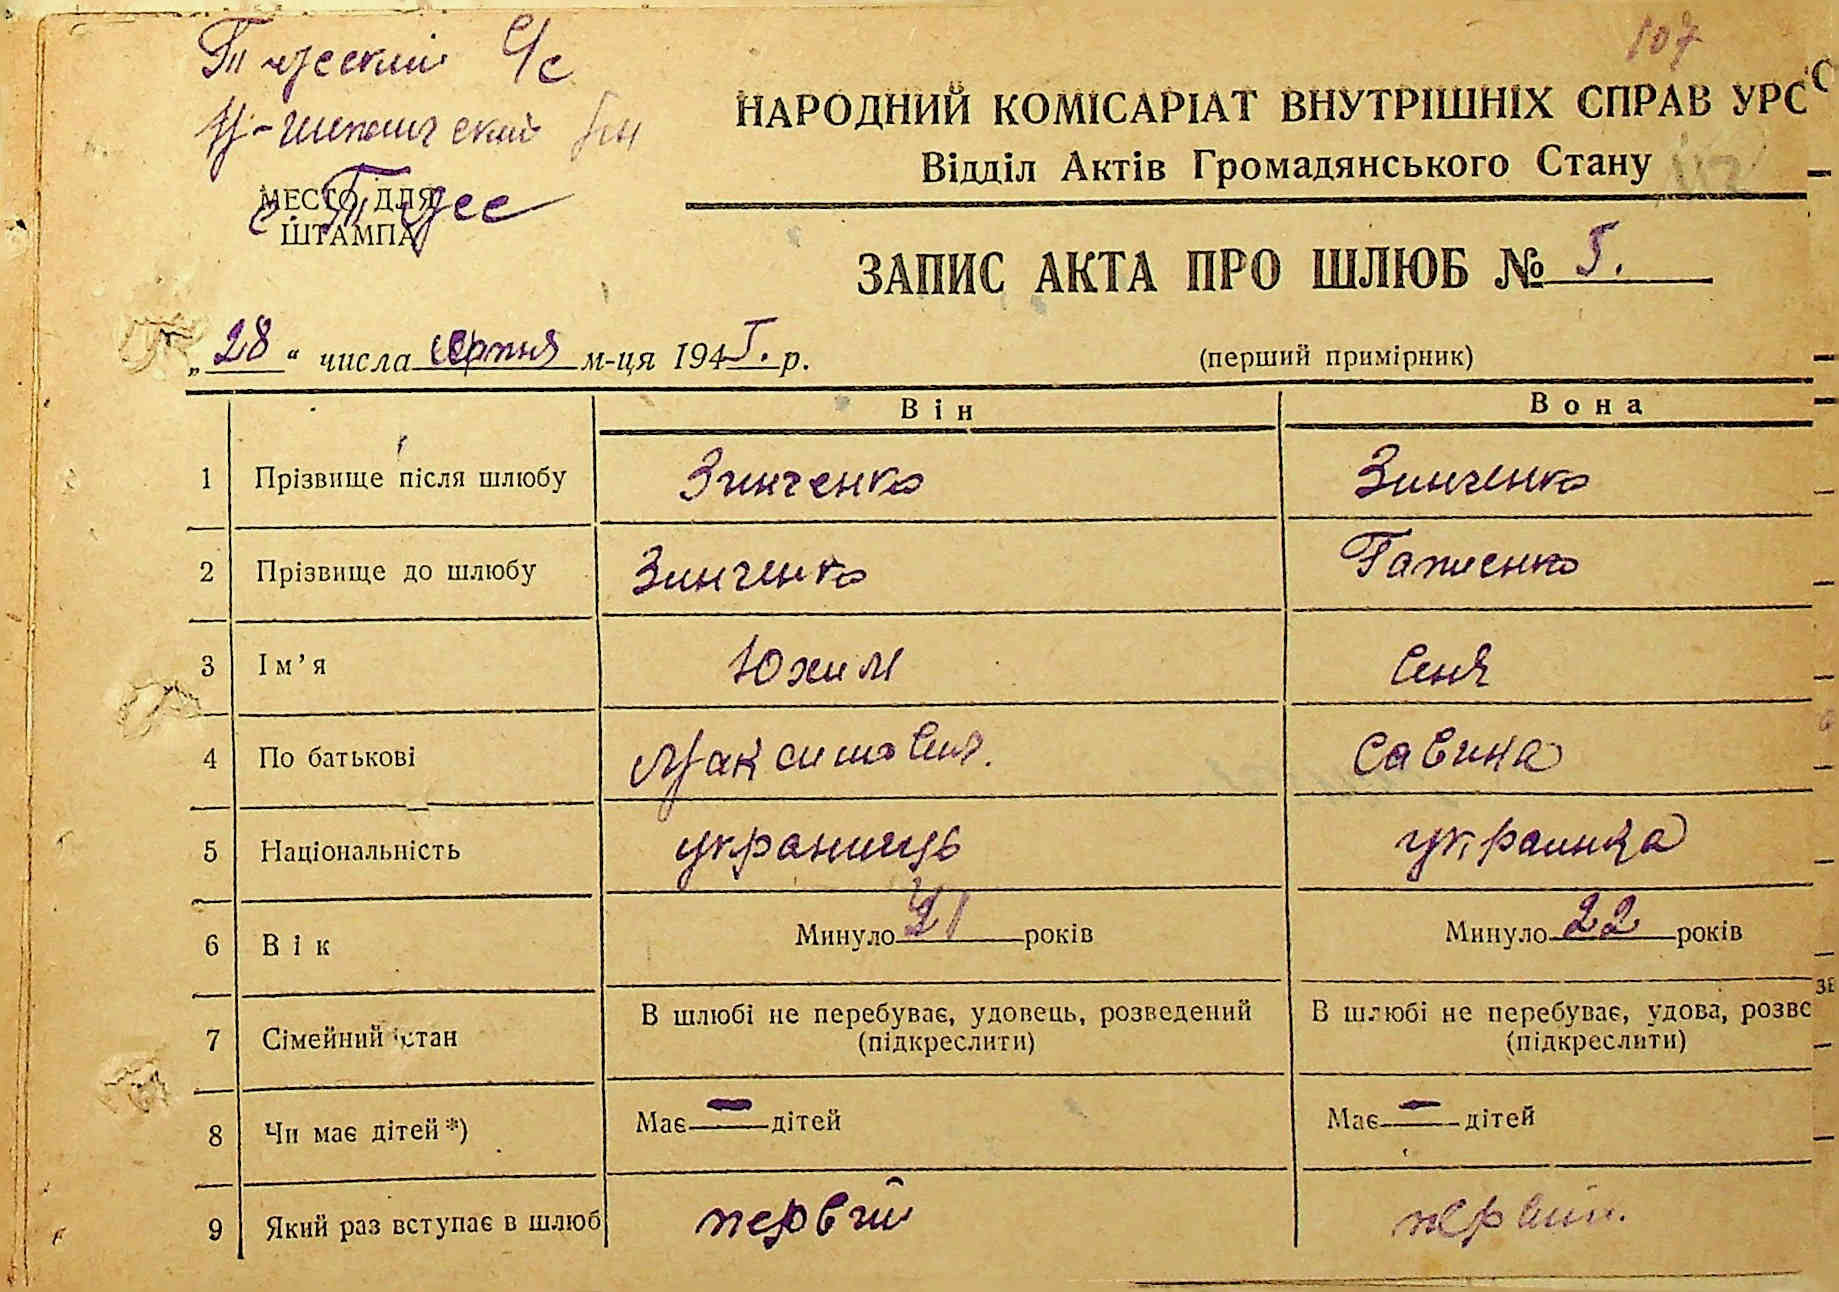 107
НАРОДНИЙ КОМІСАРІАТ ВНУТРІШНІХ СПРАВ УРС
Відділ Актів Громадянського Стану
с/с
МЕСТО ДЛЯ
ШТАМПА
ЗАПИС АКТА ПРО ШЛЮБ № 5.
„28“ числа серпня м-ця 1945. р.
(перший примірник)
Він Вона
1 Прізвище після шлюбу Зинченко Зинченко
2 Прізвище до шлюбу Зинченко
3 Ім’я Юхим
4 По батькові Савина
5 Національність
6 Вік Минуло 21 років Минуло 22 років
7 Сімейний стан В шлюбі не перебуває, удовець, розведений В шлюбі не перебуває, удова, розве
(підкреслити) (підкреслити)
8 Чи має дітей *) Має — дітей Має — дітей
9 Який раз вступає в шлюб первий первий.